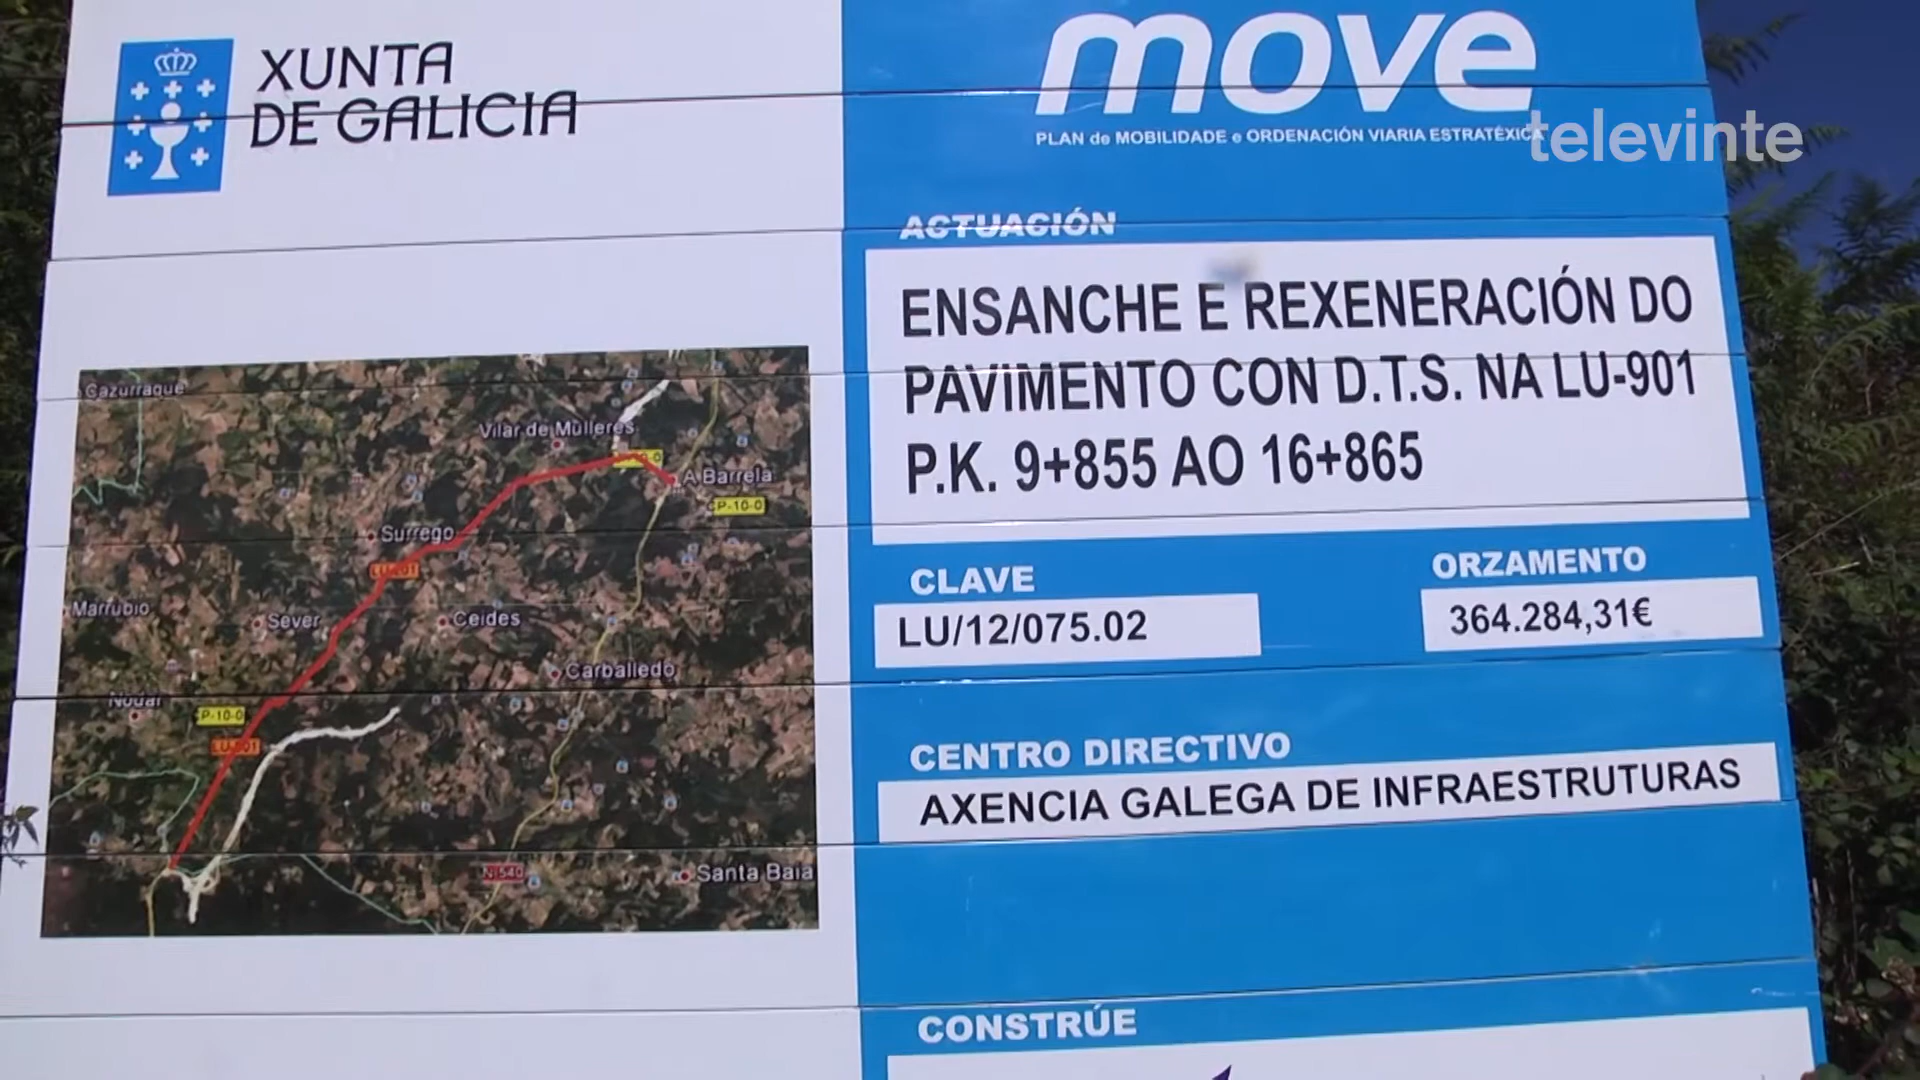 XUNTA
DE GALICIA
move
PLAN de MOBILIDADE e ORDENACIÓN VIARIA ESTRATÉXICA
televinte
ACTUACIÓN
ENSANCHE E REXENERACIÓN DO
PAVIMENTO CON D.T.S. NA LU-901
P.K. 9+855 AO 16+865
CLAVE
LU/12/075.02
ORZAMENTO
364.284,31€
CENTRO DIRECTIVO
AXENCIA GALEGA DE INFRAESTRUTURAS
CONSTRÚE
Cazurraque
Vilar de Mulleres
A Barrela
CP-10-0
Surrego
LU-901
Marrubio
Sever
Ceides
Carballedo
Nogal
P-10-0
LU-901
N-540
Santa Baia